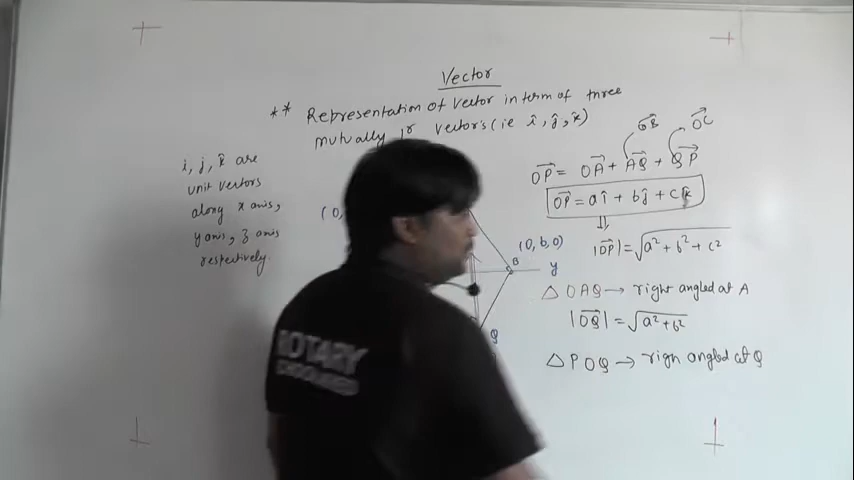 Vector
** Representation of vector in term of three
mutually ⊥r vectors (ie î, ĵ, k̂)
i, j, k̂ are
unit vectors
along x axis,
y axis, z axis
respectively.
(0,
(0, b, 0)
B
y
Q
OB⃗
OC⃗
OP⃗ = OA⃗ + AQ⃗ + QP⃗
OP⃗ = aî + bĵ + ck̂
⇓
|OP⃗| = √a² + b² + c²
△ OAQ → right angled at A
|OQ⃗| = √a² + b²
△ POQ → righ angled at Q
ROTARY